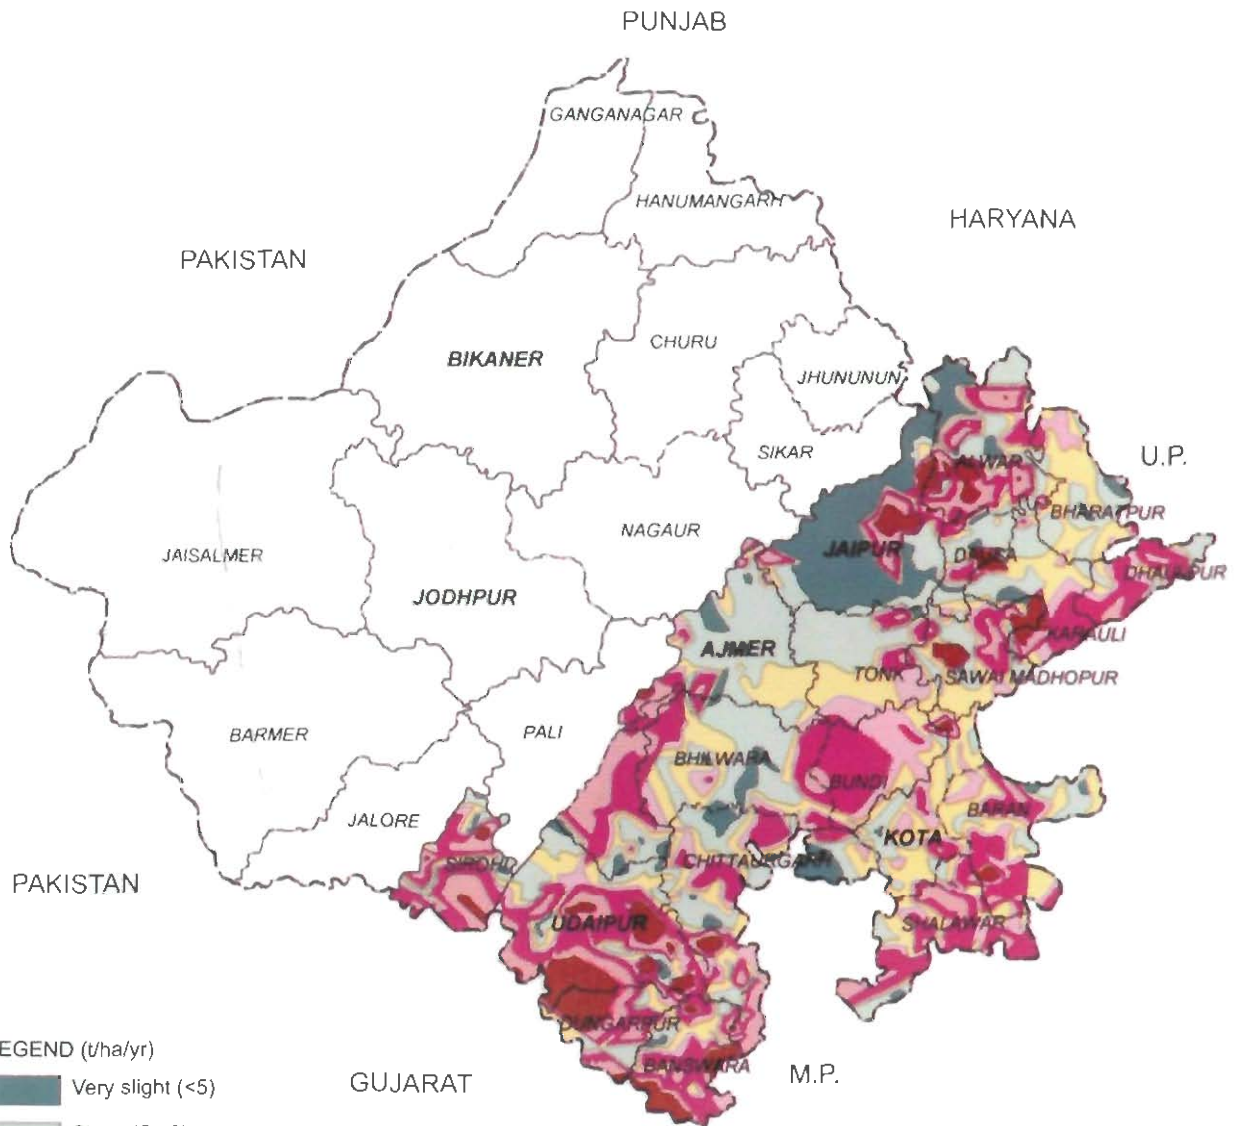 PUNJAB
GANGANAGAR
HANUMANGARH
HARYANA
PAKISTAN
BIKANER
CHURU
JHUNUNUN
SIKAR
U.P.
ALWAR
BHARATPUR
NAGAUR
JAISALMER
JAIPUR
DAUSA
DHAULPUR
JODHPUR
KARAULI
AJMER
TONK
SAWAI MADHOPUR
BARMER
PALI
BHILWARA
BUNDI
BARAN
JALORE
KOTA
SIROHI
CHITTAURGARH
PAKISTAN
UDAIPUR
SHALAWAR
DUNGARPUR
BANSWARA
M.P.
GUJARAT
EGEND (t/ha/yr)
Very slight (<5)